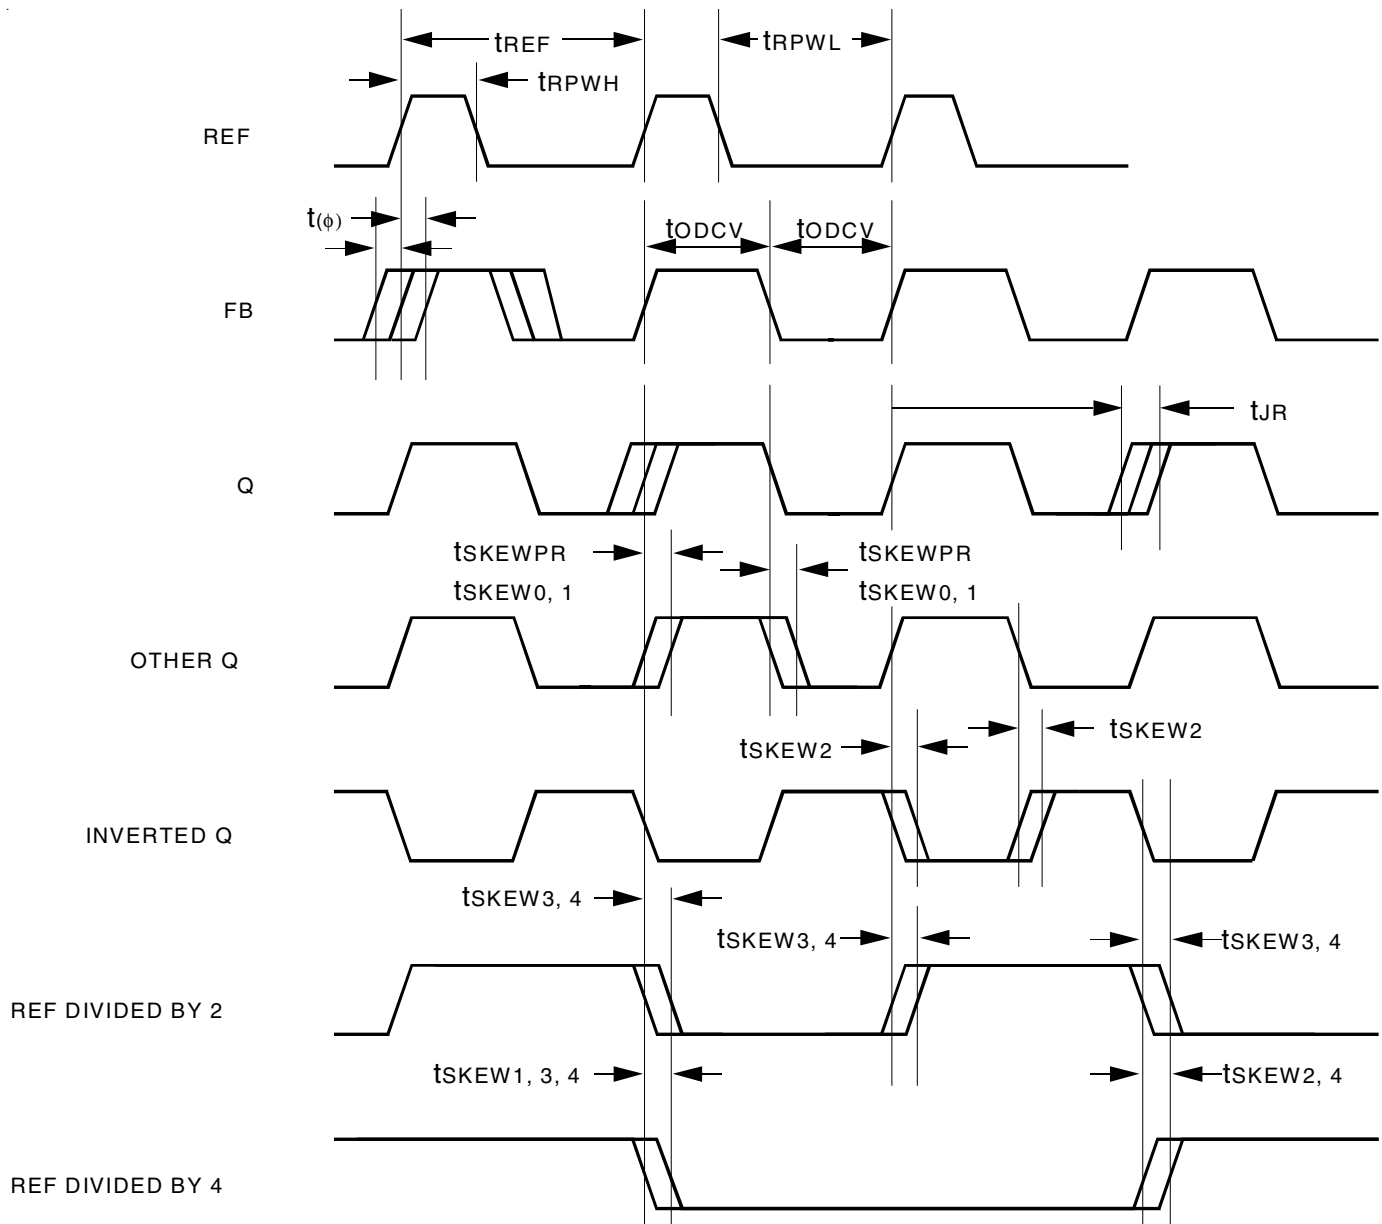 tREF
tRPWL
tRPWH
REF
t(ϕ)
tODCV
tODCV
FB
tJR
Q
tSKEWPR
tSKEW0, 1
tSKEWPR
tSKEW0, 1
OTHER Q
tSKEW2
tSKEW2
INVERTED Q
tSKEW3, 4
tSKEW3, 4
tSKEW3, 4
REF DIVIDED BY 2
tSKEW1, 3, 4
tSKEW2, 4
REF DIVIDED BY 4